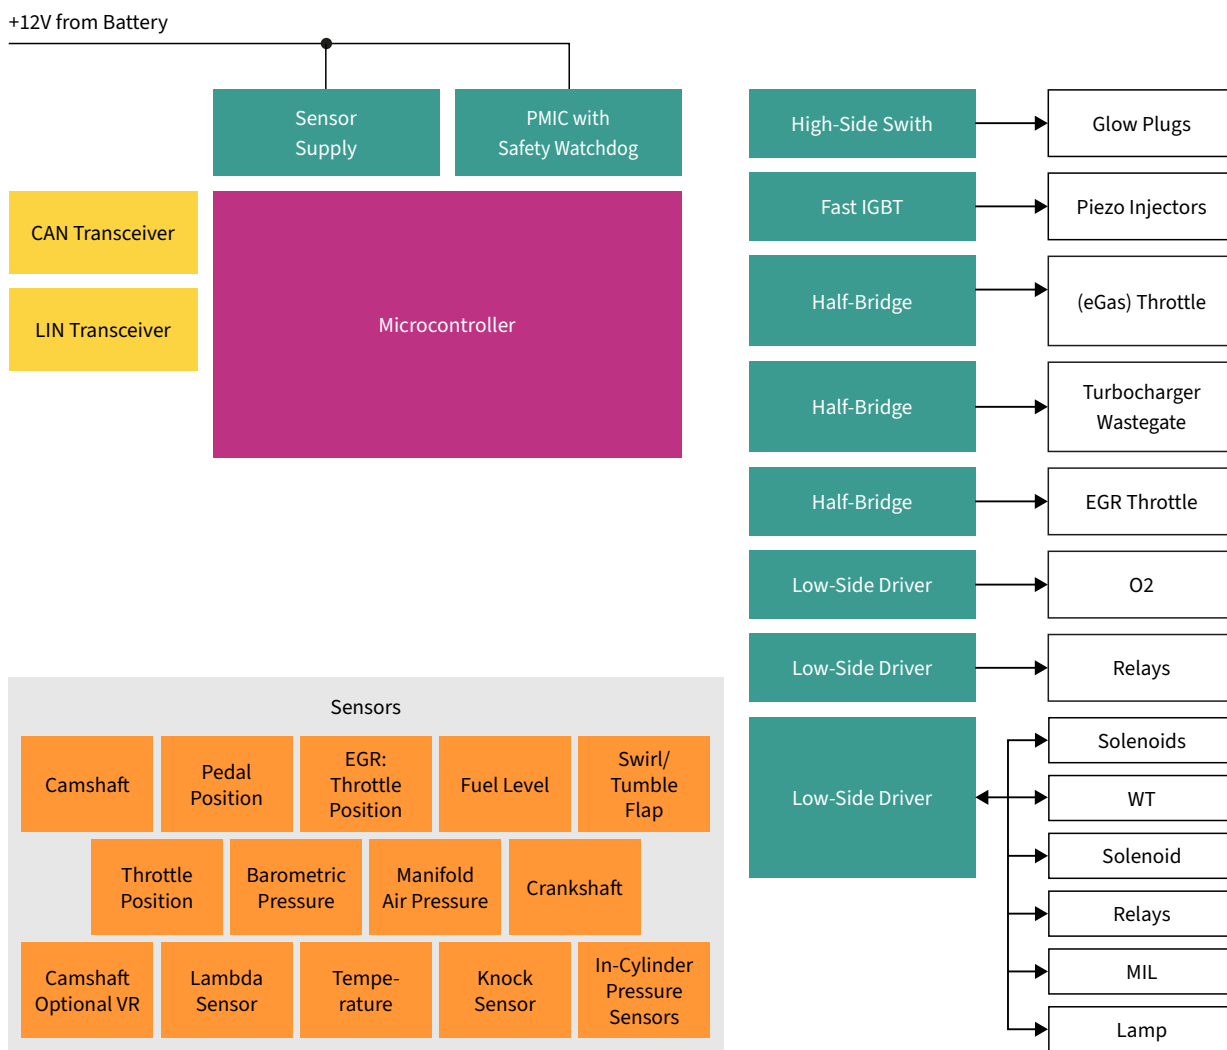 +12V from Battery
Sensor
Supply
PMIC with
Safety Watchdog
CAN Transceiver
LIN Transceiver
Microcontroller
High-Side Swith
Glow Plugs
Fast IGBT
Piezo Injectors
Half-Bridge
(eGas) Throttle
Half-Bridge
Turbocharger
Wastegate
Half-Bridge
EGR Throttle
Low-Side Driver
O2
Low-Side Driver
Relays
Low-Side Driver
Solenoids
WT
Solenoid
Relays
MIL
Lamp
Sensors
Camshaft
Pedal
Position
EGR:
Throttle
Position
Fuel Level
Swirl/
Tumble
Flap
Throttle
Position
Barometric
Pressure
Manifold
Air Pressure
Crankshaft
Camshaft
Optional VR
Lambda
Sensor
Tempe-
rature
Knock
Sensor
In-Cylinder
Pressure
Sensors